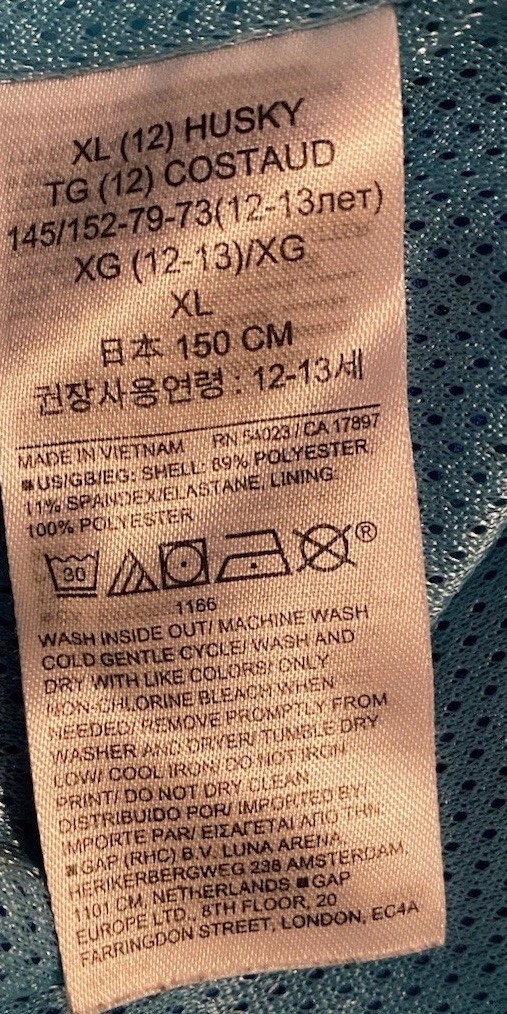 XL (12) HUSKY
TG (12) COSTAUD
145/152-79-73(12-13лет)
XG (12-13)/XG
XL
日本 150 CM
권장사용연령 : 12-13세
MADE IN VIETNAM RN 54023 / CA 17897
■US/GB/EG: SHELL: 89% POLYESTER,
11% SPANDEX/ELASTANE, LINING:
100% POLYESTER
30 ®
1166
WASH INSIDE OUT/ MACHINE WASH
COLD GENTLE CYCLE/ WASH AND
DRY WITH LIKE COLORS/ ONLY
NON-CHLORINE BLEACH WHEN
NEEDED/ REMOVE PROMPTLY FROM
WASHER AND DRYER/ TUMBLE DRY
LOW/ COOL IRON/ DO NOT IRON
PRINT/ DO NOT DRY CLEAN
DISTRIBUIDO POR/ IMPORTED BY/
IMPORTE PAR/ ΕΙΣΑΓΕΤΑΙ ΑΠΟ ΤΗΝ:
■GAP (RHC) B.V. LUNA ARENA,
HERIKERBERGWEG 238 AMSTERDAM,
1101 CM, NETHERLANDS ■GAP
EUROPE LTD., 8TH FLOOR, 20
FARRINGDON STREET, LONDON, EC4A